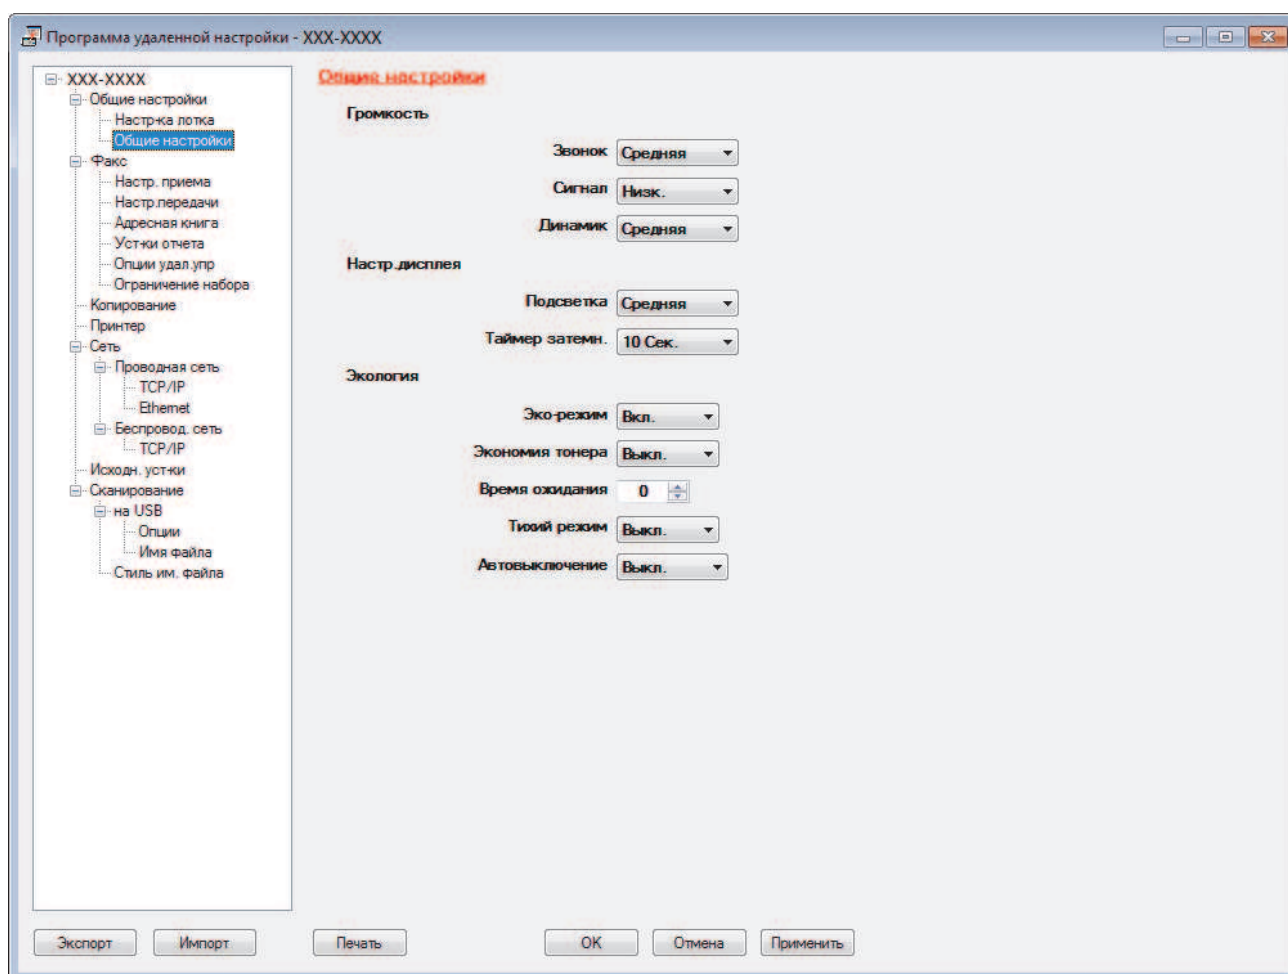 Программа удаленной настройки - XXX-XXXX
XXX-XXXX
Общие настройки
Настр-ка лотка
Общие настройки
Факс
Настр. приема
Настр.передачи
Адресная книга
Уст-ки отчета
Опции удал.упр
Ограничение набора
Копирование
Принтер
Сеть
Проводная сеть
TCP/IP
Ethernet
Беспровод. сеть
TCP/IP
Исходн. уст-ки
Сканирование
на USB
Опции
Имя файла
Стиль им. файла
Общие настройки
Громкость
Звонок Средняя
Сигнал Низк.
Динамик Средняя
Настр.дисплея
Подсветка Средняя
Таймер затемн. 10 Сек.
Экология
Эко-режим Вкл.
Экономия тонера Выкл.
Время ожидания 0
Тихий режим Выкл.
Автовыключение Выкл.
Экспорт Импорт Печать OK Отмена Применить